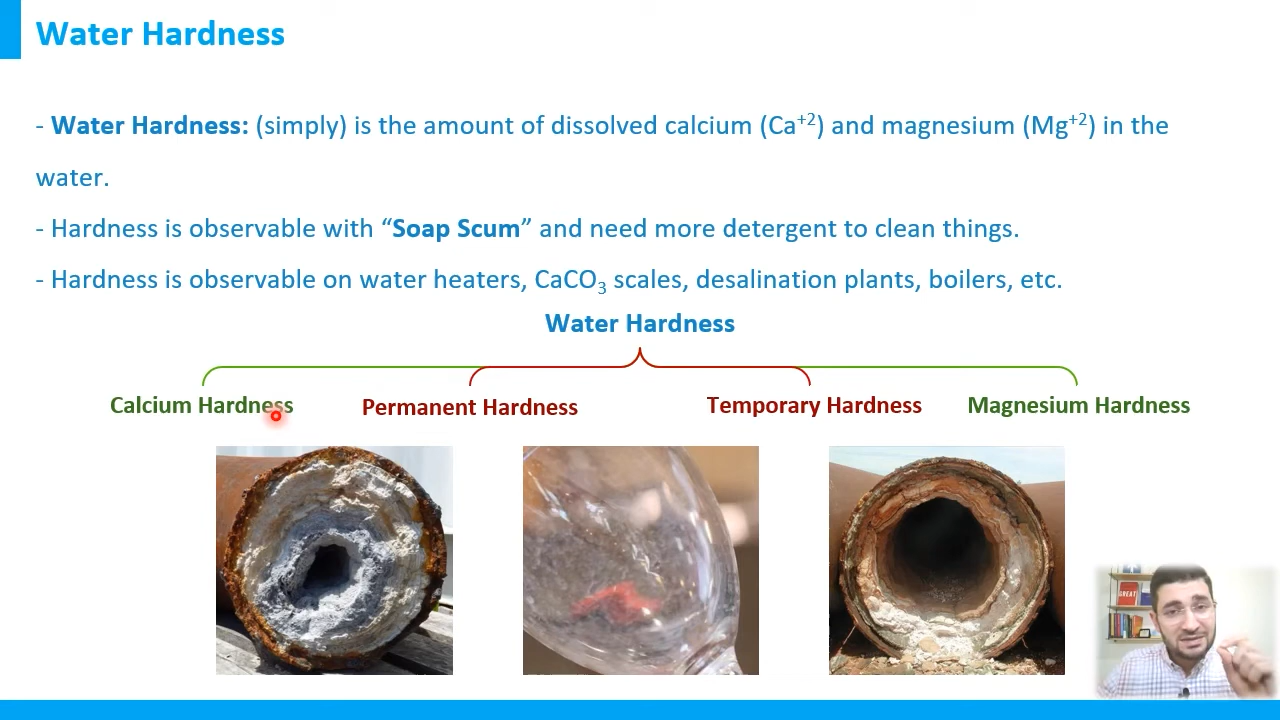 Water Hardness
- Water Hardness: (simply) is the amount of dissolved calcium (Ca⁺²) and magnesium (Mg⁺²) in the
water.
- Hardness is observable with “Soap Scum” and need more detergent to clean things.
- Hardness is observable on water heaters, CaCO₃ scales, desalination plants, boilers, etc.
Water Hardness
Calcium Hardness Permanent Hardness Temporary Hardness Magnesium Hardness
GREAT